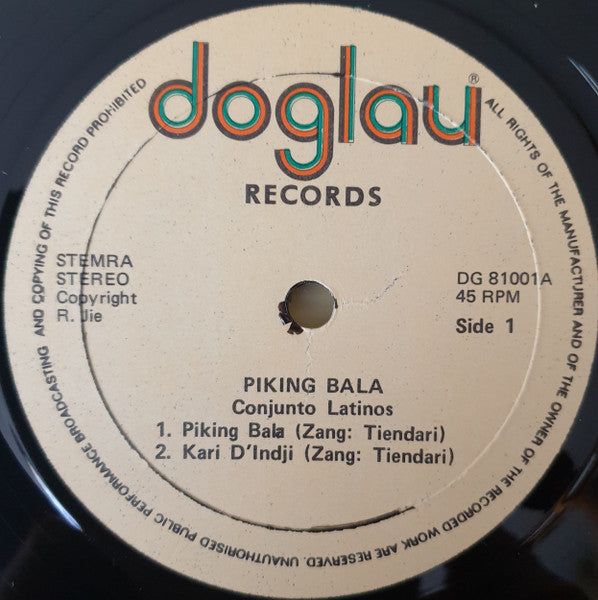 doglau®
RECORDS
STEMRA
STEREO
Copyright
R. Jie
DG 81001A
45 RPM
Side 1
PIKING BALA
Conjunto Latinos
1. Piking Bala (Zang: Tiendari)
2. Kari D'Indji (Zang: Tiendari)
ALL RIGHTS OF THE MANUFACTURER AND OF THE OWNER OF THE RECORDED WORK ARE RESERVED. UNAUTHORISED PUBLIC PERFORMANCE BROADCASTING AND COPYING OF THIS RECORD PROHIBITED